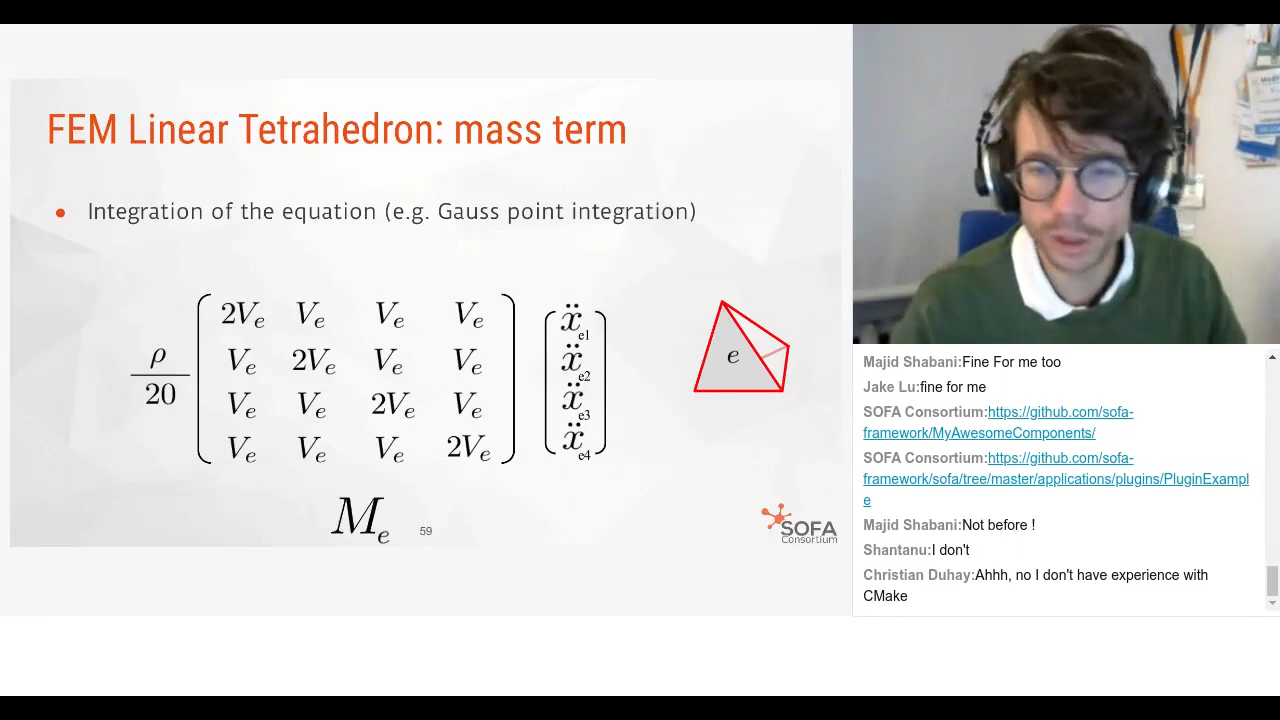 FEM Linear Tetrahedron: mass term
• Integration of the equation (e.g. Gauss point integration)
ρ
20
2Ve Ve Ve Ve
Ve 2Ve Ve Ve
Ve Ve 2Ve Ve
Ve Ve Ve 2Ve
ẍe1
ẍe2
ẍe3
ẍe4
e
Me
59
SOFA
Consortium
Majid Shabani:Fine For me too
Jake Lu:fine for me
SOFA Consortium:https://github.com/sofa-
framework/MyAwesomeComponents/
SOFA Consortium:https://github.com/sofa-
framework/sofa/tree/master/applications/plugins/PluginExampl
e
Majid Shabani:Not before !
Shantanu:I don't
Christian Duhay:Ahhh, no I don't have experience with
CMake